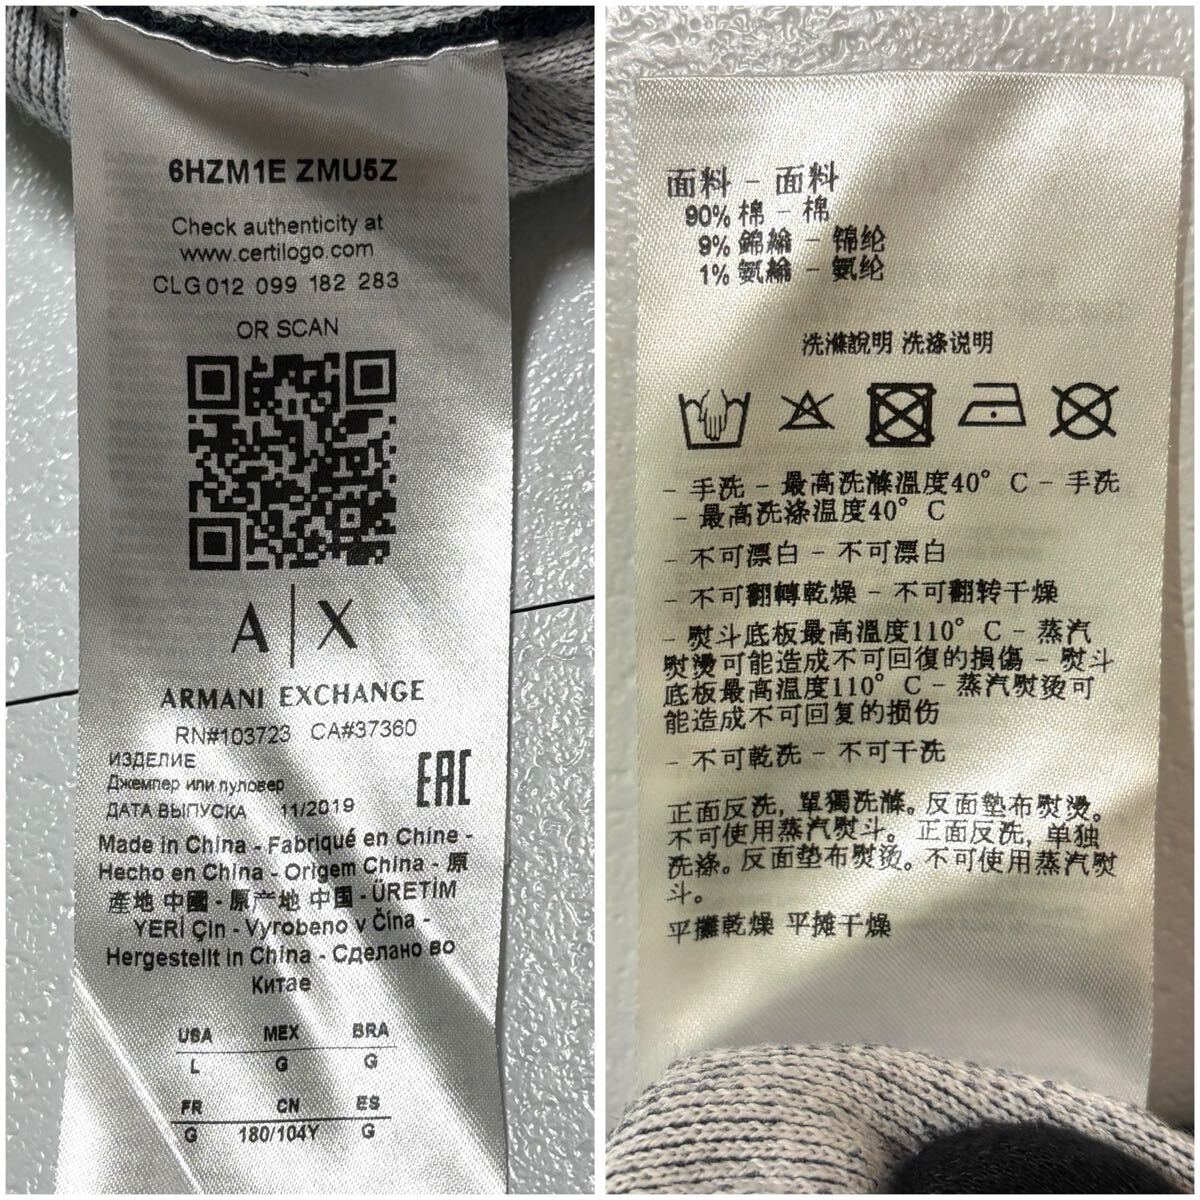 6HZM1E ZMU5Z
Check authenticity at
www.certilogo.com
CLG 012 099 182 283
OR SCAN
A|X
ARMANI EXCHANGE
RN#103723 CA#37360
ИЗДЕЛИЕ
Джемпер или пуловер
ДАТА ВЫПУСКА 11/2019
EAC
Made in China - Fabriqué en Chine -
Hecho en China - Origem China - 原
產地 中國 - 原产地 中国 - ÜRETİM
YERİ Çin - Vyrobeno v Čína -
Hergestellt in China - Сделано во
Китае
USA MEX BRA
L G G
FR CN ES
G 180/104Y G
面料 - 面料
90% 棉 - 棉
9% 錦綸 - 锦纶
1% 氨綸 - 氨纶
洗滌說明 洗涤说明
- 手洗 - 最高洗滌溫度40° C - 手洗
- 最高洗涤温度40° C
- 不可漂白 - 不可漂白
- 不可翻轉乾燥 - 不可翻转干燥
- 熨斗底板最高溫度110° C - 蒸汽
熨燙可能造成不可回復的損傷 - 熨斗
底板最高温度110° C - 蒸汽熨烫可
能造成不可回复的损伤
- 不可乾洗 - 不可干洗
正面反洗, 單獨洗滌。反面墊布熨燙。
不可使用蒸汽熨斗。 正面反洗, 单独
洗涤。反面垫布熨烫。不可使用蒸汽熨
斗。
平攤乾燥 平摊干燥